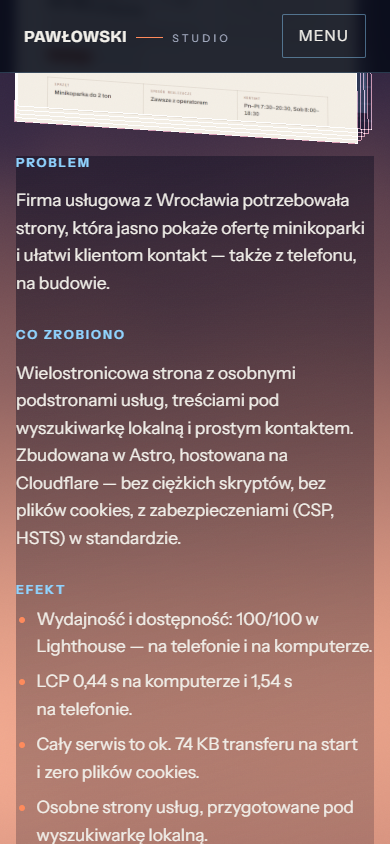 PAWŁOWSKI STUDIO MENU
Minikoparka do 2 ton
Zawsze z operatorem
Pn–Pt 7:30–20:30, Sob 8:00–
18:30
PROBLEM
Firma usługowa z Wrocławia potrzebowała
strony, która jasno pokaże ofertę minikoparki
i ułatwi klientom kontakt — także z telefonu,
na budowie.
CO ZROBIONO
Wielostronicowa strona z osobnymi
podstronami usług, treściami pod
wyszukiwarkę lokalną i prostym kontaktem.
Zbudowana w Astro, hostowana na
Cloudflare — bez ciężkich skryptów, bez
plików cookies, z zabezpieczeniami (CSP,
HSTS) w standardzie.
EFEKT
Wydajność i dostępność: 100/100 w
Lighthouse — na telefonie i na komputerze.
LCP 0,44 s na komputerze i 1,54 s
na telefonie.
Cały serwis to ok. 74 KB transferu na start
i zero plików cookies.
Osobne strony usług, przygotowane pod
wyszukiwarkę lokalną.